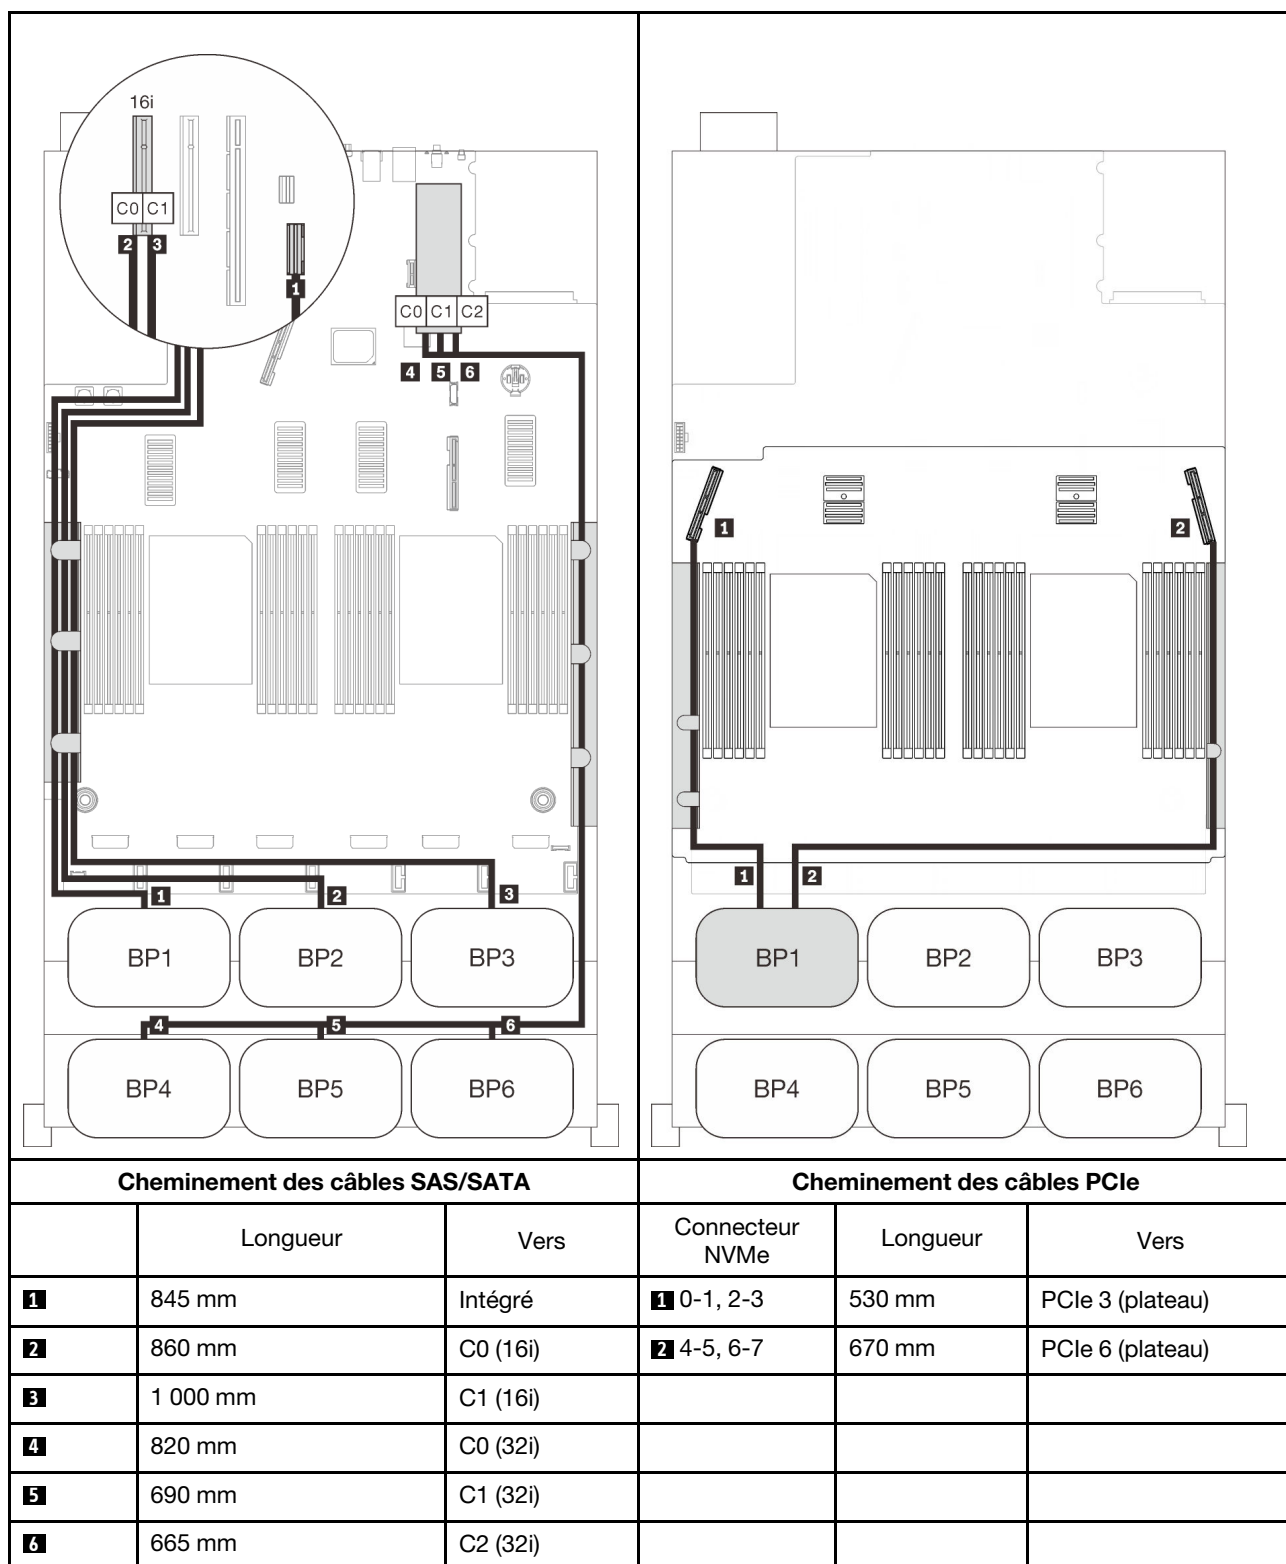 16i
C0 C1
2 3
1
C0 C1 C2
4 5 6
1 2 3
BP1 BP2 BP3
4 5 6
BP4 BP5 BP6
1 2
1 2
BP1 BP2 BP3
BP4 BP5 BP6
Cheminement des câbles SAS/SATA
Longueur Vers
1 845 mm Intégré
2 860 mm C0 (16i)
3 1 000 mm C1 (16i)
4 820 mm C0 (32i)
5 690 mm C1 (32i)
6 665 mm C2 (32i)
Cheminement des câbles PCIe
Connecteur
NVMe
Longueur Vers
1 0-1, 2-3 530 mm PCIe 3 (plateau)
2 4-5, 6-7 670 mm PCIe 6 (plateau)